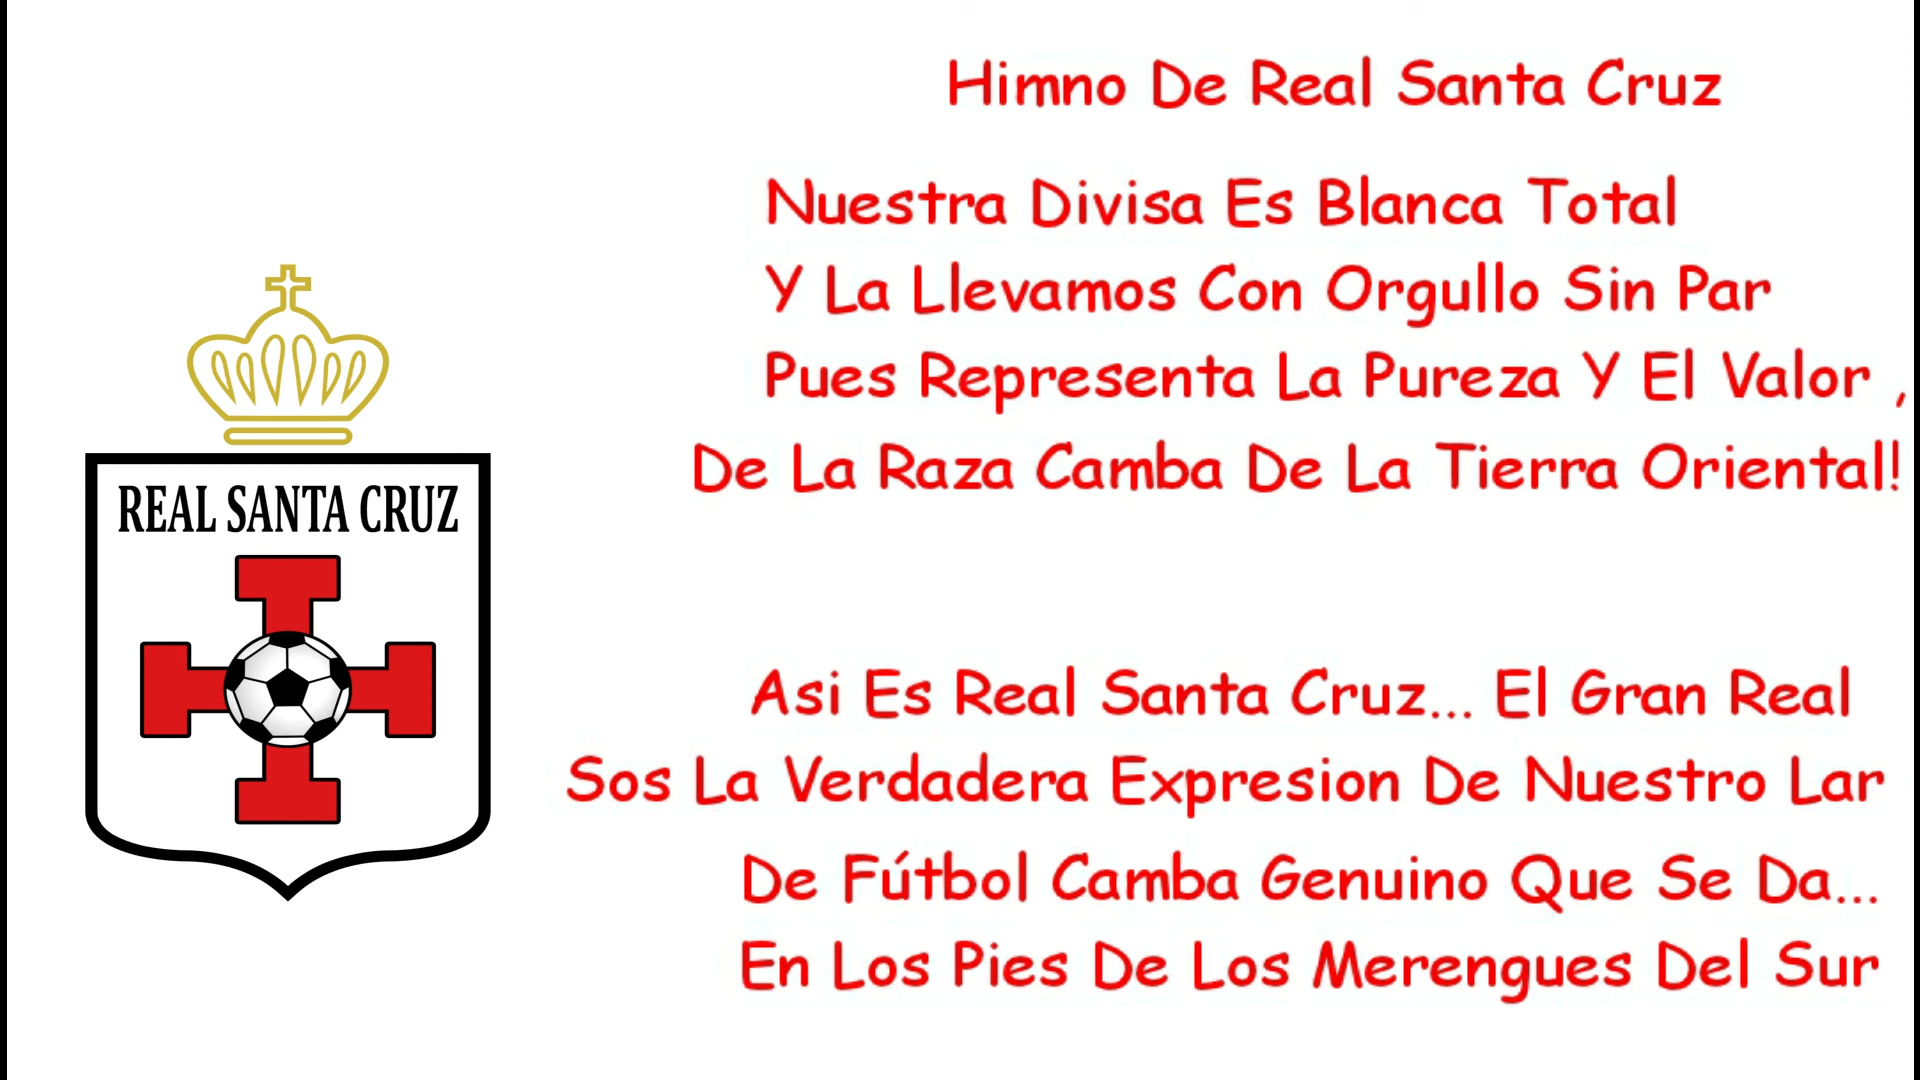 Himno De Real Santa Cruz
Nuestra Divisa Es Blanca Total
Y La Llevamos Con Orgullo Sin Par
Pues Representa La Pureza Y El Valor ,
De La Raza Camba De La Tierra Oriental!
REAL SANTA CRUZ
Asi Es Real Santa Cruz... El Gran Real
Sos La Verdadera Expresion De Nuestro Lar
De Fútbol Camba Genuino Que Se Da...
En Los Pies De Los Merengues Del Sur